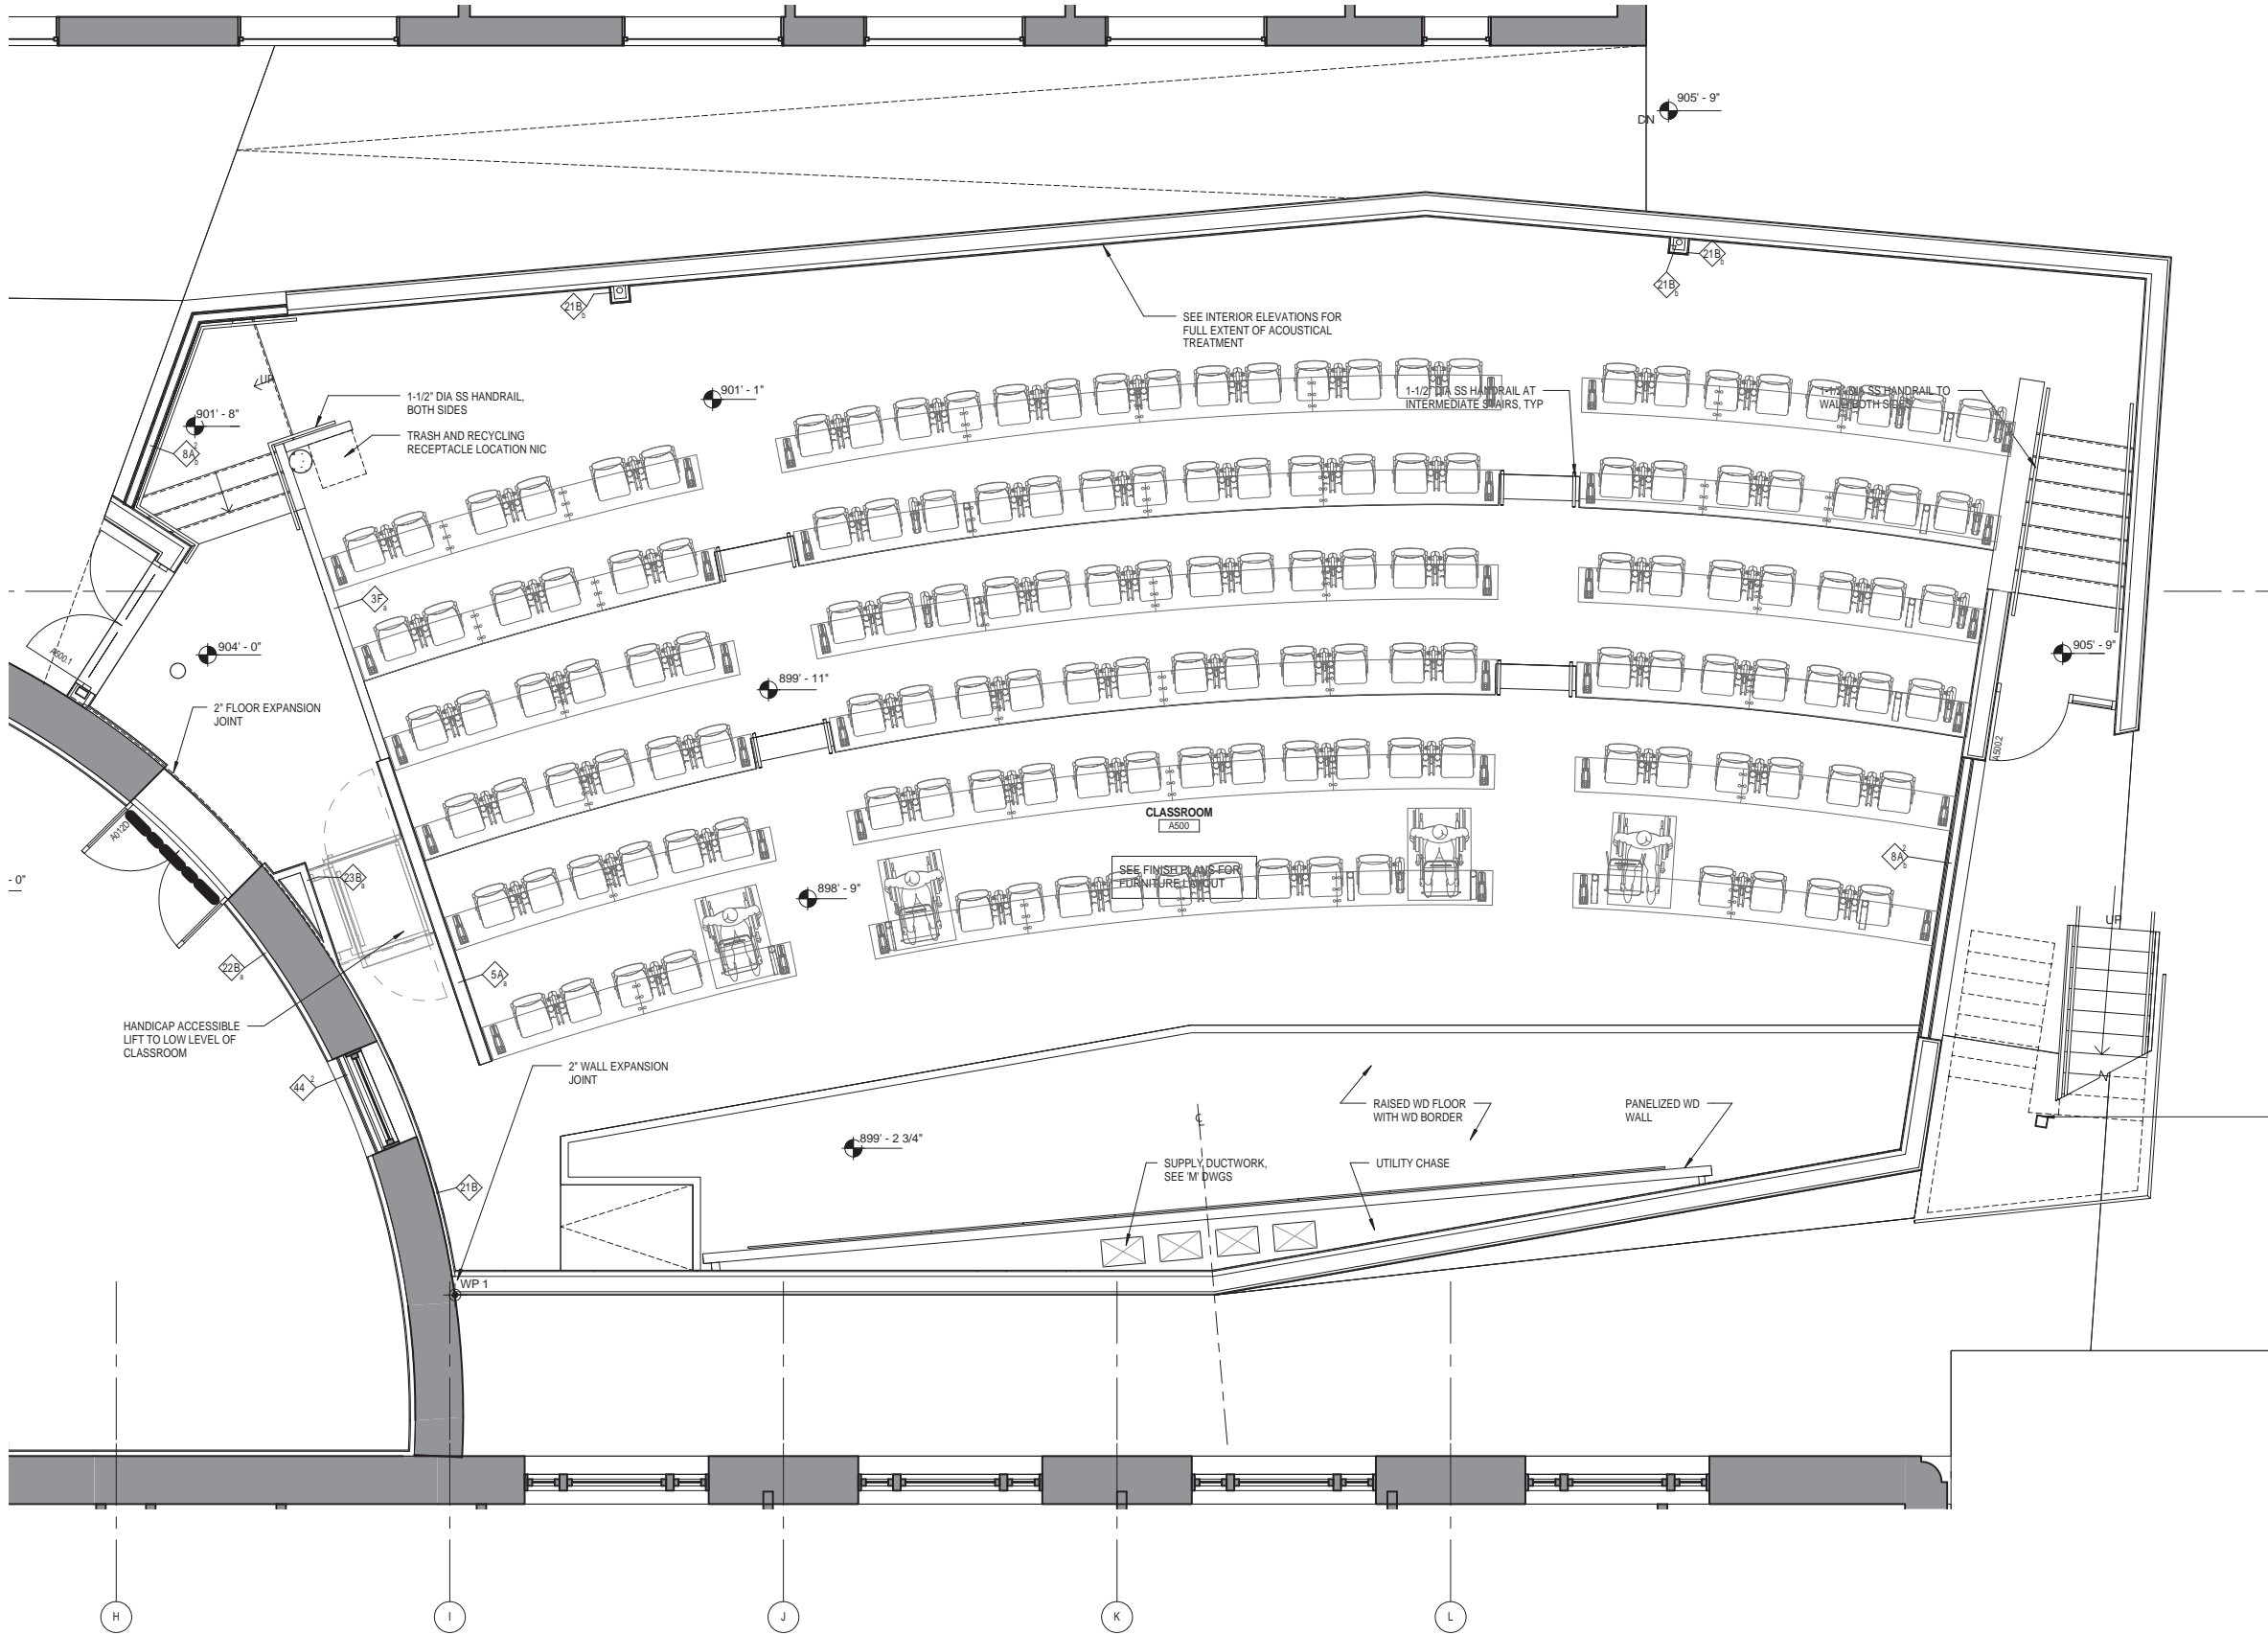 905' - 9"
DN
21B
b
21B
b
21B
b
SEE INTERIOR ELEVATIONS FOR
FULL EXTENT OF ACOUSTICAL
TREATMENT
UP
1-1/2" DIA SS HANDRAIL,
BOTH SIDES
901' - 1"
1-1/2" DIA SS HANDRAIL AT
INTERMEDIATE STAIRS, TYP
1-1/2" DIA SS HANDRAIL TO
WALL BOTH SIDES
901' - 8"
TRASH AND RECYCLING
RECEPTACLE LOCATION NIC
8A
2
b
3F
a
904' - 0"
A500.1
905' - 9"
899' - 11"
2" FLOOR EXPANSION
JOINT
A500.2
CLASSROOM
A500
A012D
8A
2
b
- 0"
23B
a
SEE FINISH PLANS FOR
FURNITURE LAYOUT
898' - 9"
UP
22B
a
5A
a
HANDICAP ACCESSIBLE
LIFT TO LOW LEVEL OF
CLASSROOM
2" WALL EXPANSION
JOINT
44
2
RAISED WD FLOOR
WITH WD BORDER
PANELIZED WD
WALL
899' - 2 3/4"
SUPPLY DUCTWORK,
SEE 'M' DWGS
UTILITY CHASE
21B
WP 1
H
I
J
K
L